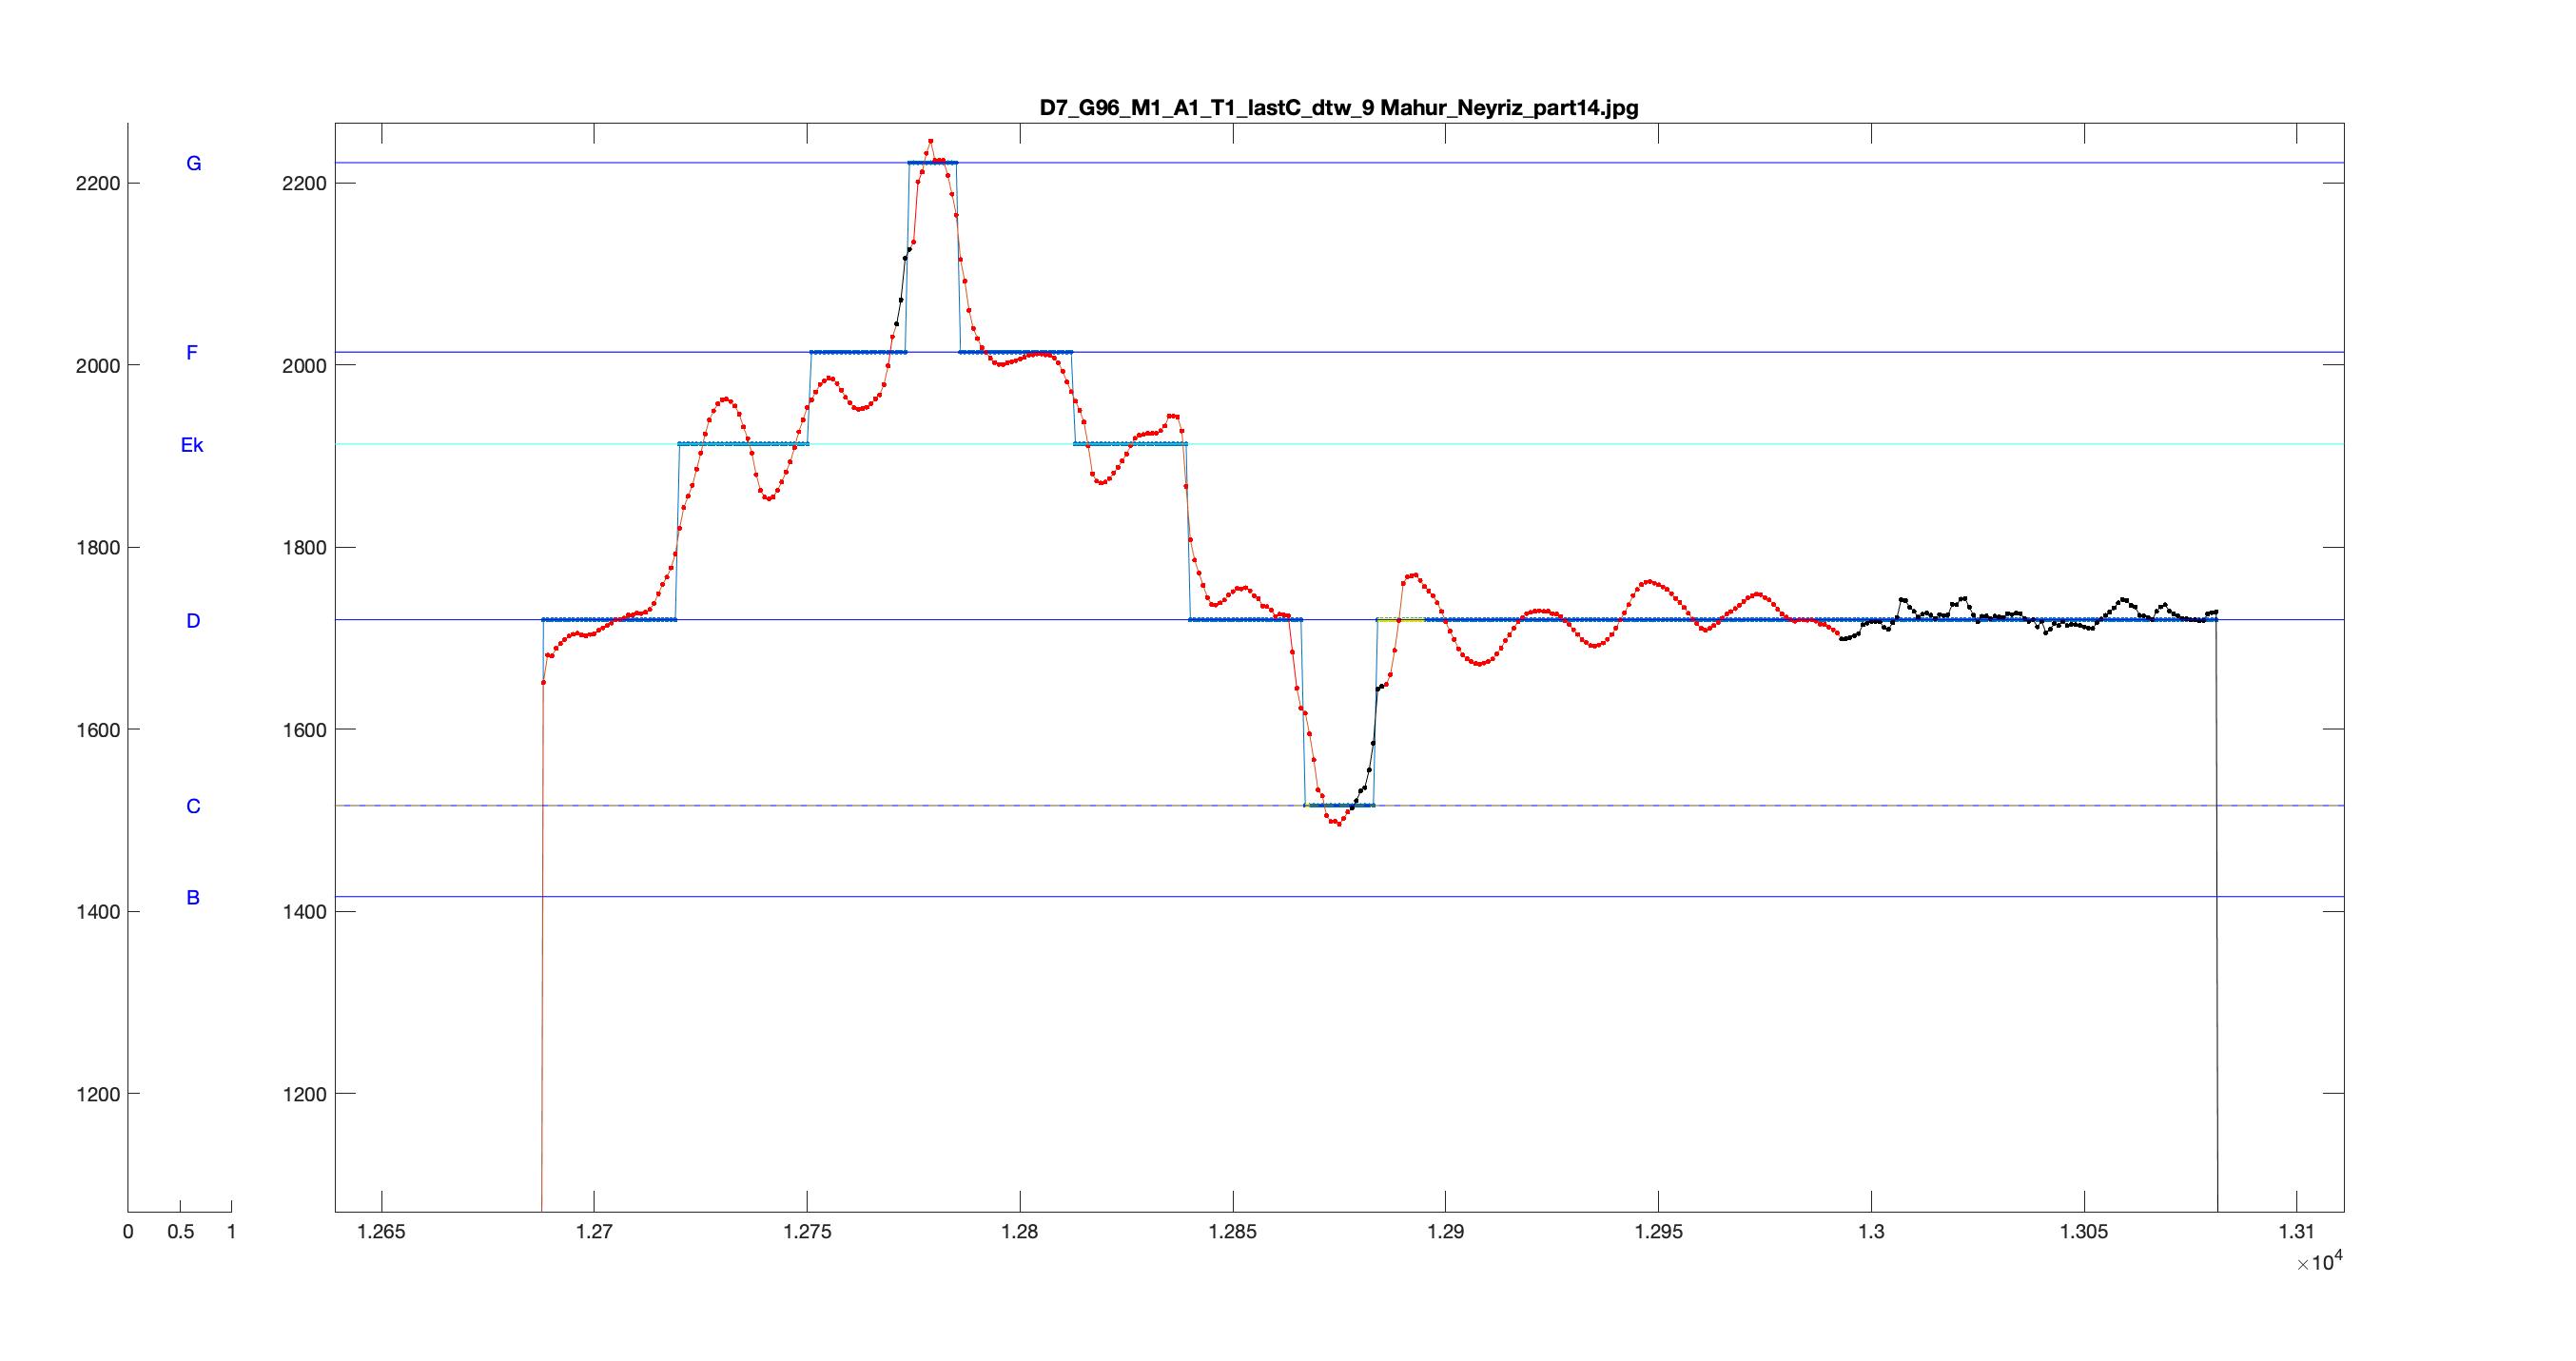 D7_G96_M1_A1_T1_lastC_dtw_9 Mahur_Neyriz_part14.jpg
G
2200 2200
F
2000 2000
Ek
1800 1800
D
1600 1600
C
B
1400 1400
1200 1200
0 0.5 1 1.265 1.27 1.275 1.28 1.285 1.29 1.295 1.3 1.305 1.31
×10^4